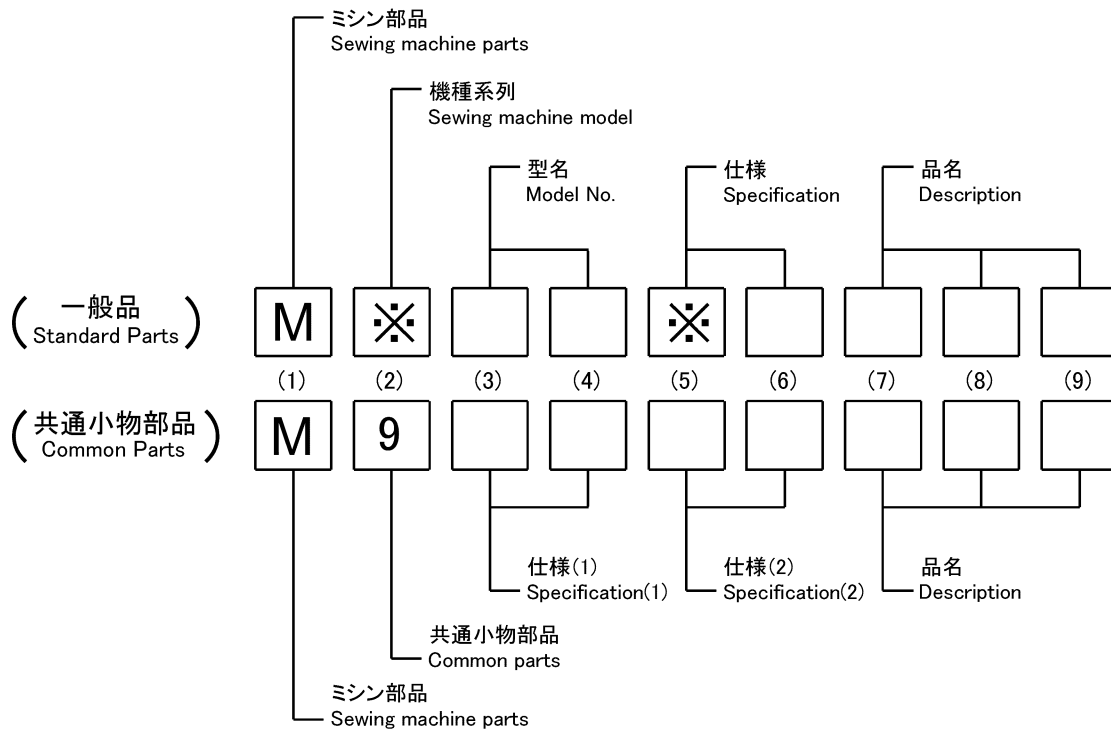 ミシン部品
Sewing machine parts
機種系列
Sewing machine model
型名
Model No.
仕様
Specification
品名
Description
(一般品
Standard Parts)
M ※ ※
(1) (2) (3) (4) (5) (6) (7) (8) (9)
(共通小物部品
Common Parts)
M 9
仕様(1)
Specification(1)
仕様(2)
Specification(2)
品名
Description
共通小物部品
Common parts
ミシン部品
Sewing machine parts